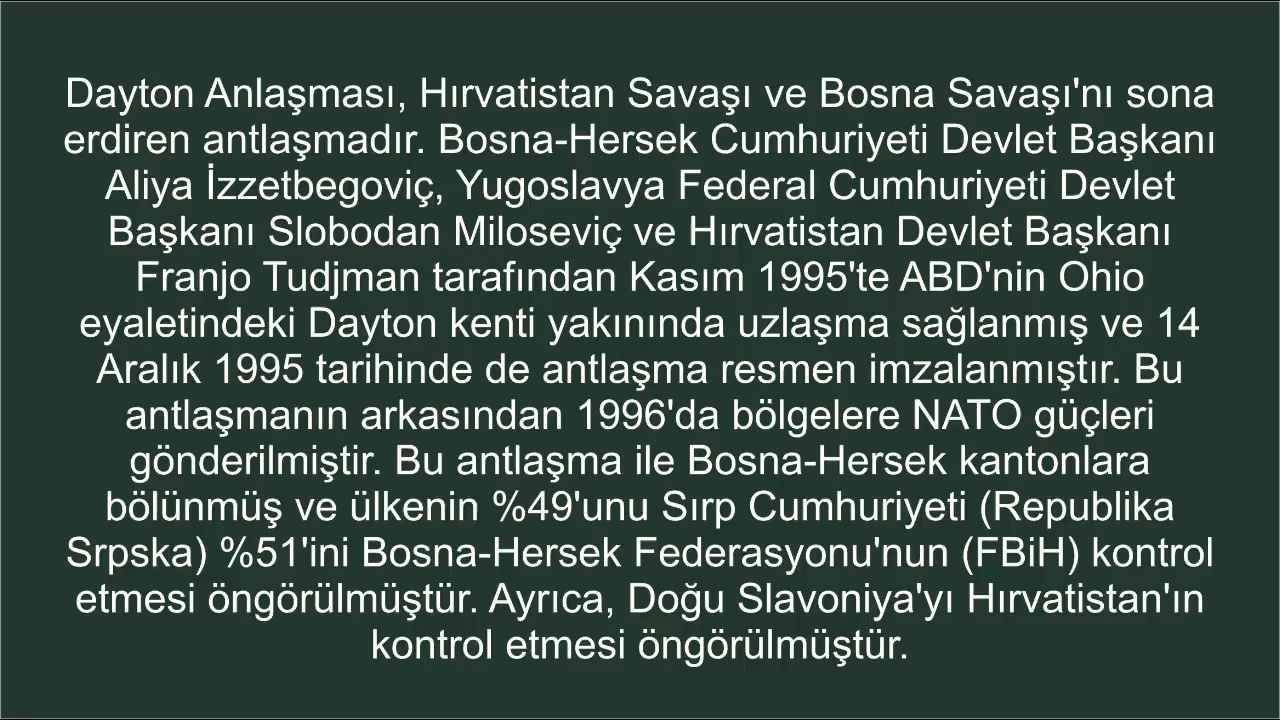 Dayton Anlaşması, Hırvatistan Savaşı ve Bosna Savaşı'nı sona
erdiren antlaşmadır. Bosna-Hersek Cumhuriyeti Devlet Başkanı
Aliya İzzetbegoviç, Yugoslavya Federal Cumhuriyeti Devlet
Başkanı Slobodan Miloseviç ve Hırvatistan Devlet Başkanı
Franjo Tudjman tarafından Kasım 1995'te ABD'nin Ohio
eyaletindeki Dayton kenti yakınında uzlaşma sağlanmış ve 14
Aralık 1995 tarihinde de antlaşma resmen imzalanmıştır. Bu
antlaşmanın arkasından 1996'da bölgelere NATO güçleri
gönderilmiştir. Bu antlaşma ile Bosna-Hersek kantonlara
bölünmüş ve ülkenin %49'unu Sırp Cumhuriyeti (Republika
Srpska) %51'ini Bosna-Hersek Federasyonu'nun (FBiH) kontrol
etmesi öngörülmüştür. Ayrıca, Doğu Slavoniya'yı Hırvatistan'ın
kontrol etmesi öngörülmüştür.